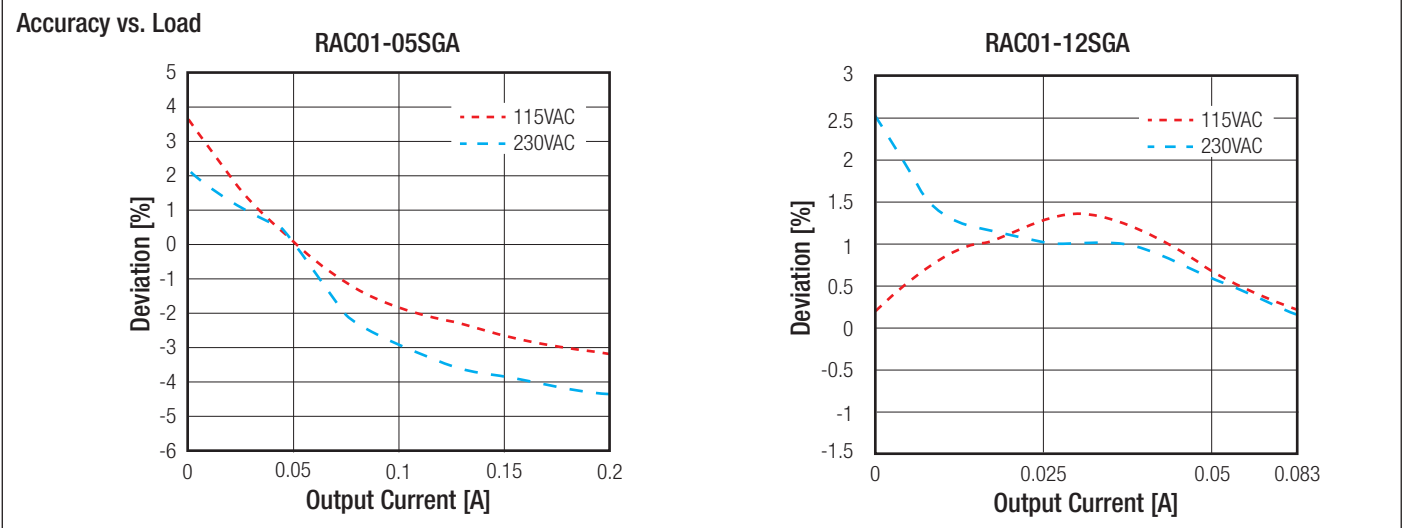 Accuracy vs. Load
RAC01-05SGA
5
4
3
2
1
0
-1
-2
-3
-4
-5
-6
Deviation [%]
115VAC
230VAC
0
0.05
0.1
0.15
0.2
Output Current [A]
RAC01-12SGA
3
2.5
2
1.5
1
0.5
0
-0.5
-1
-1.5
Deviation [%]
115VAC
230VAC
0
0.025
0.05
0.083
Output Current [A]